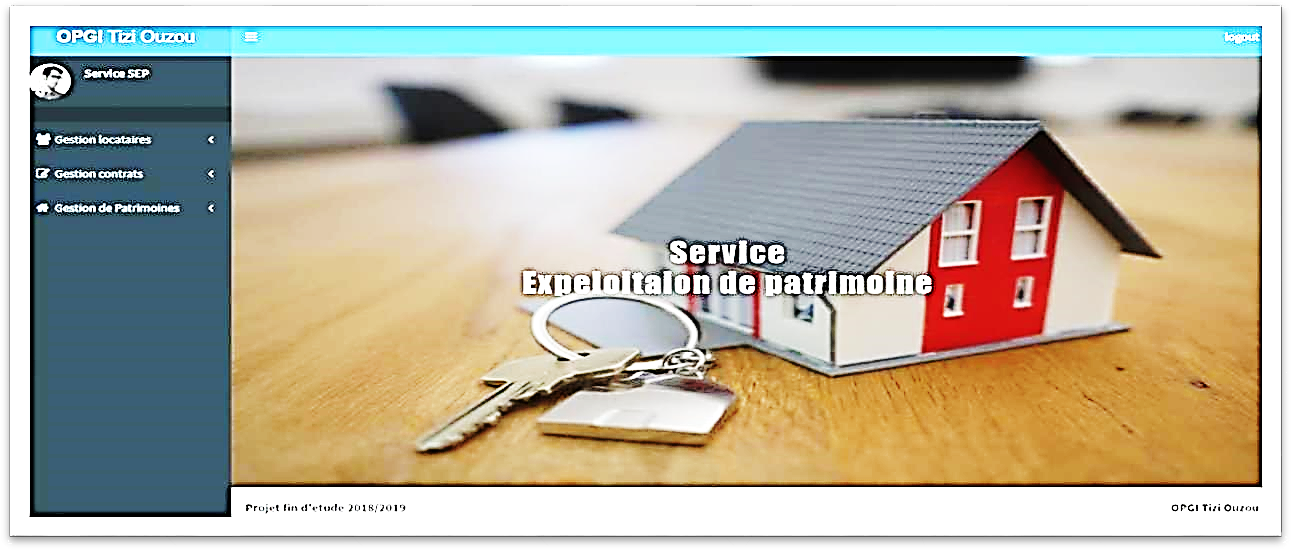 OPGI Tizi Ouzou
logout
Service SEP
Gestion locataires
Gestion contrats
Gestion de Patrimoines
Service
Expeloitaion de patrimoine
Projet fin d'etude 2018/2019
OPGI Tizi Ouzou